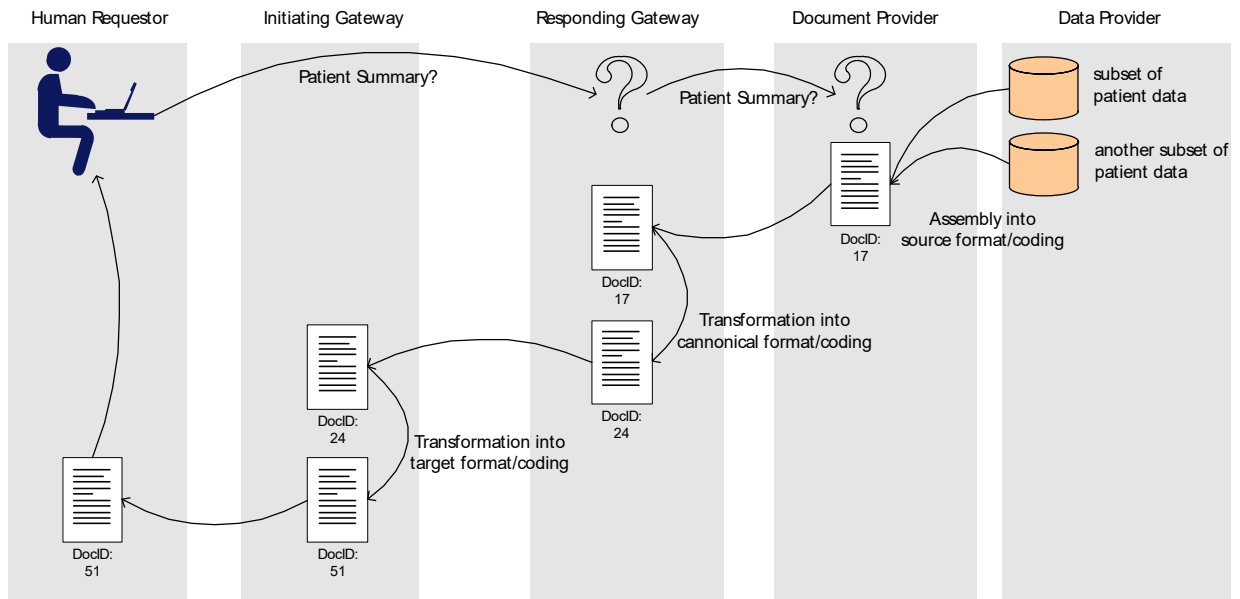 Human Requestor
Initiating Gateway
Responding Gateway
Document Provider
Data Provider
Patient Summary?
Patient Summary?
subset of
patient data
another subset of
patient data
Assembly into
source format/coding
DocID:
17
DocID:
17
Transformation into
cannonical format/coding
DocID:
24
DocID:
24
Transformation into
target format/coding
DocID:
51
DocID:
51